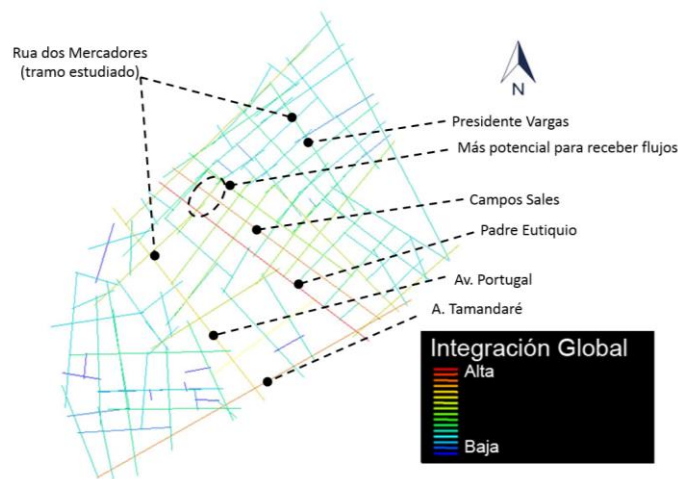 Rua dos Mercadores
(tramo estudiado)
N
Presidente Vargas
Más potencial para receber flujos
Campos Sales
Padre Eutiquio
Av. Portugal
A. Tamandaré
Integración Global
Alta
Baja